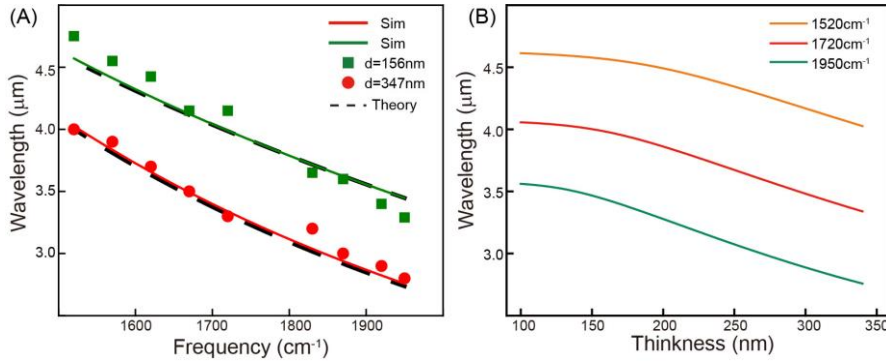 (A)
Sim
Sim
d=156nm
d=347nm
Theory
4.5
4.0
3.5
3.0
Wavelength (μm)
1600
1700
1800
1900
Frequency (cm⁻¹)
(B)
1520cm⁻¹
1720cm⁻¹
1950cm⁻¹
4.5
4.0
3.5
3.0
Wavelength (μm)
100
150
200
250
300
350
Thinkness (nm)